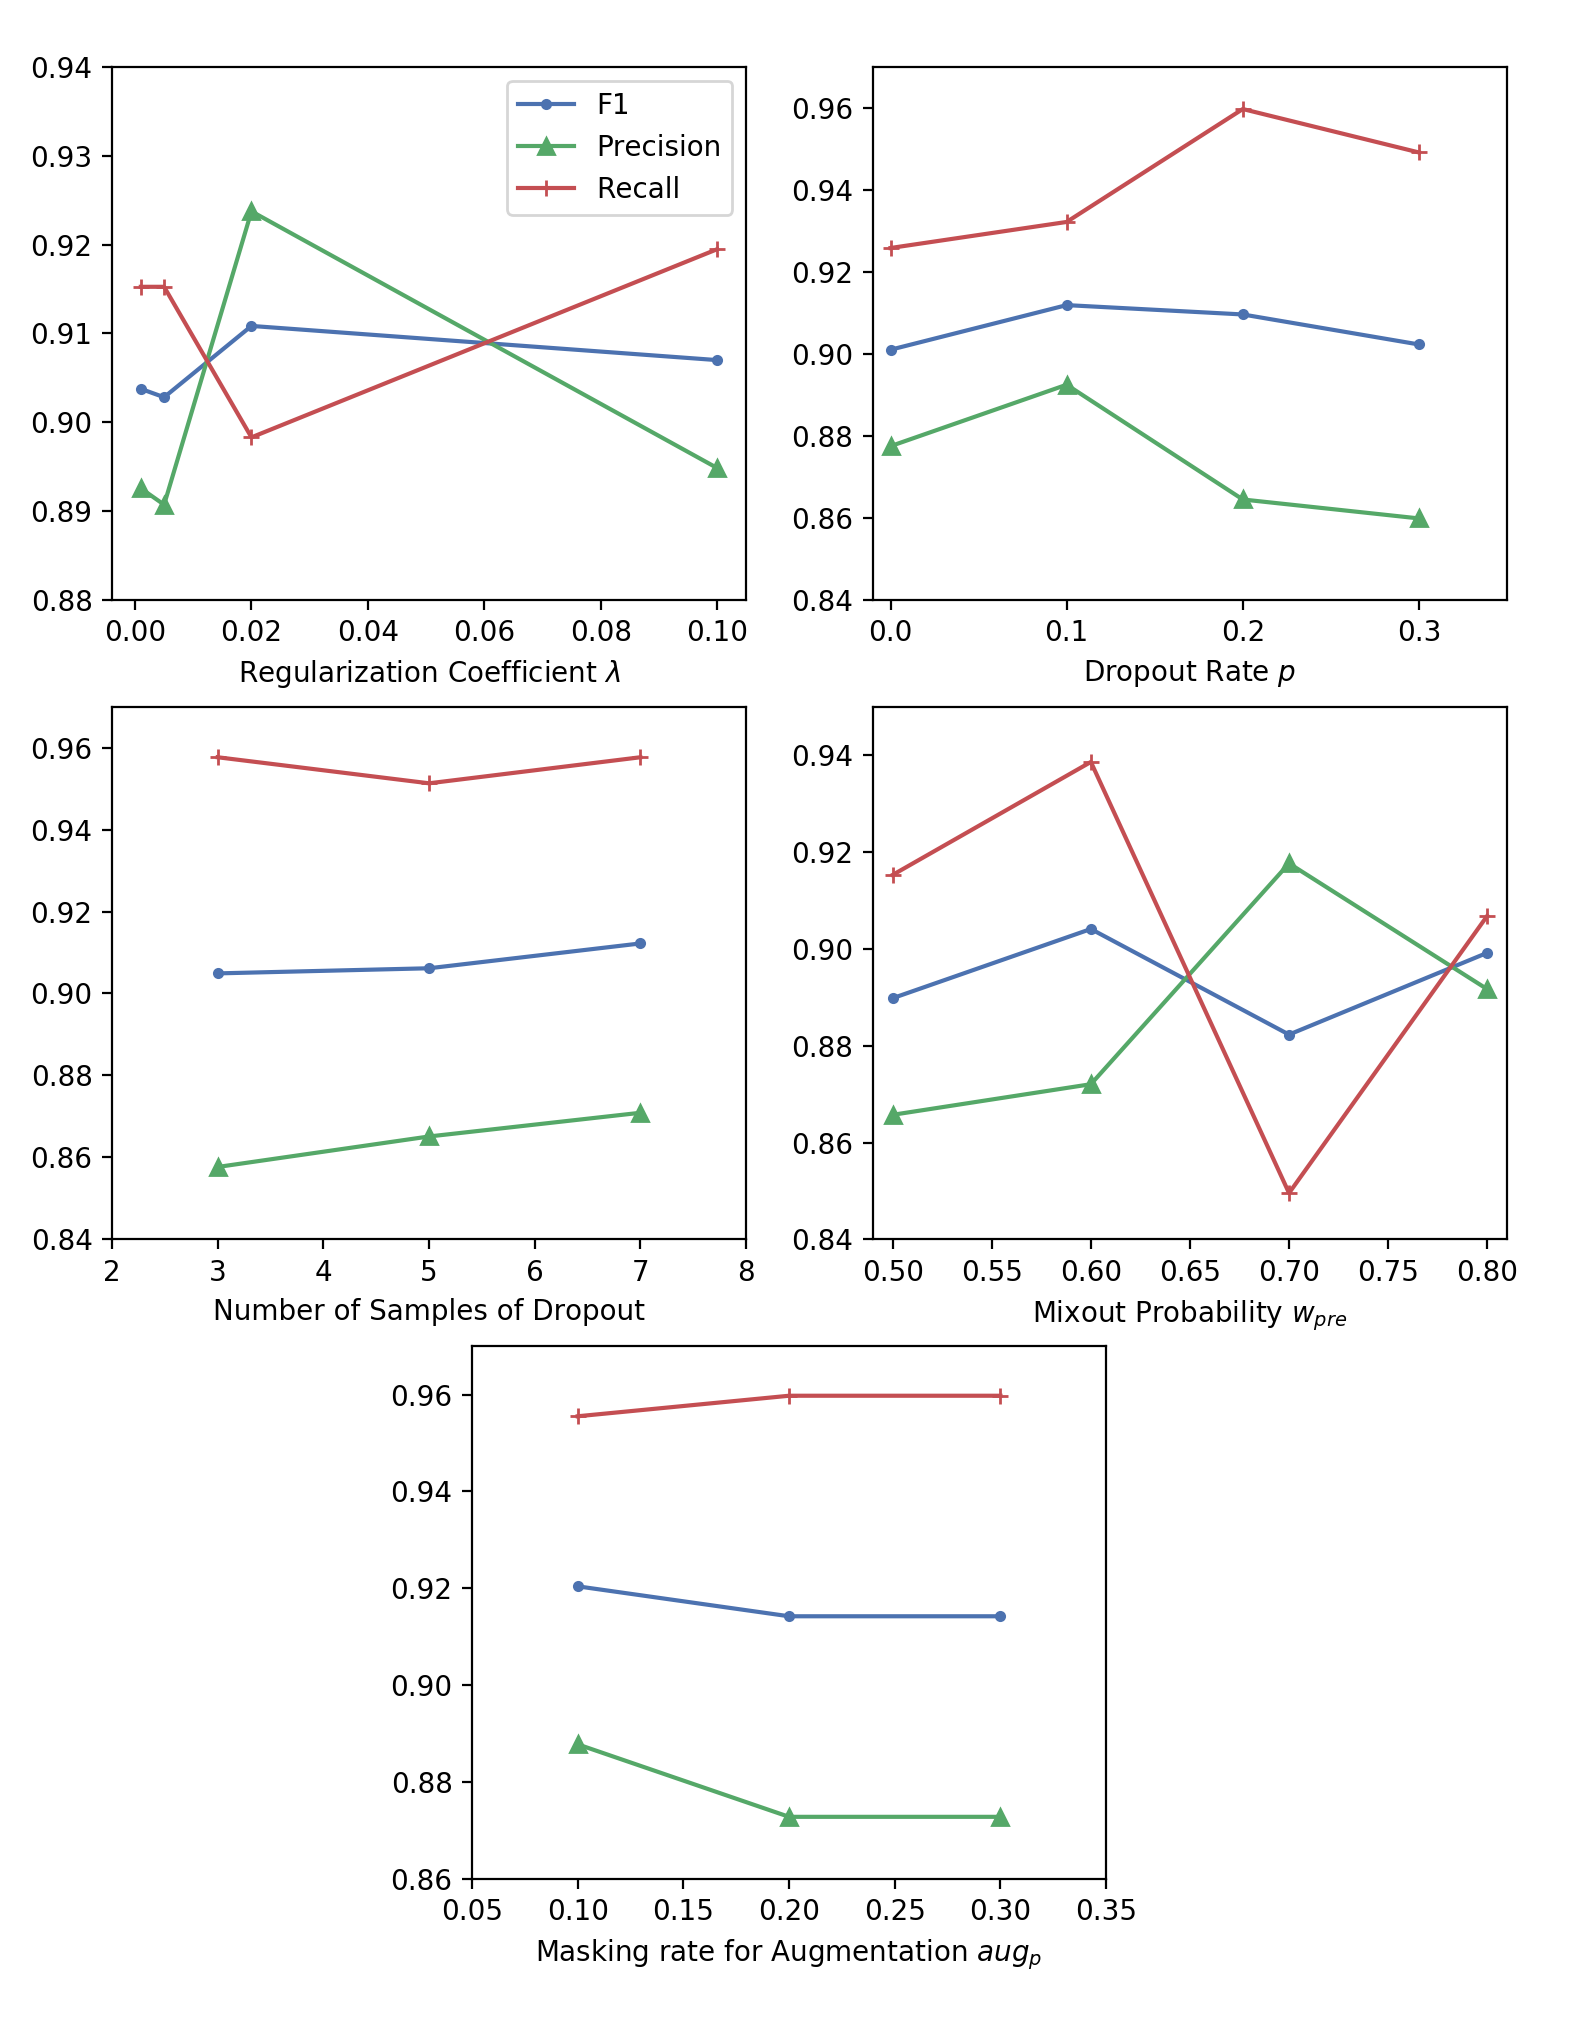 0.94
0.93
0.92
0.91
0.90
0.89
0.88
0.00 0.02 0.04 0.06 0.08 0.10
Regularization Coefficient λ
F1
Precision
Recall
0.96
0.94
0.92
0.90
0.88
0.86
0.84
0.0 0.1 0.2 0.3
Dropout Rate p
0.96
0.94
0.92
0.90
0.88
0.86
0.84
2 3 4 5 6 7 8
Number of Samples of Dropout
0.94
0.92
0.90
0.88
0.86
0.84
0.50 0.55 0.60 0.65 0.70 0.75 0.80
Mixout Probability w_pre
0.96
0.94
0.92
0.90
0.88
0.86
0.05 0.10 0.15 0.20 0.25 0.30 0.35
Masking rate for Augmentation aug_p